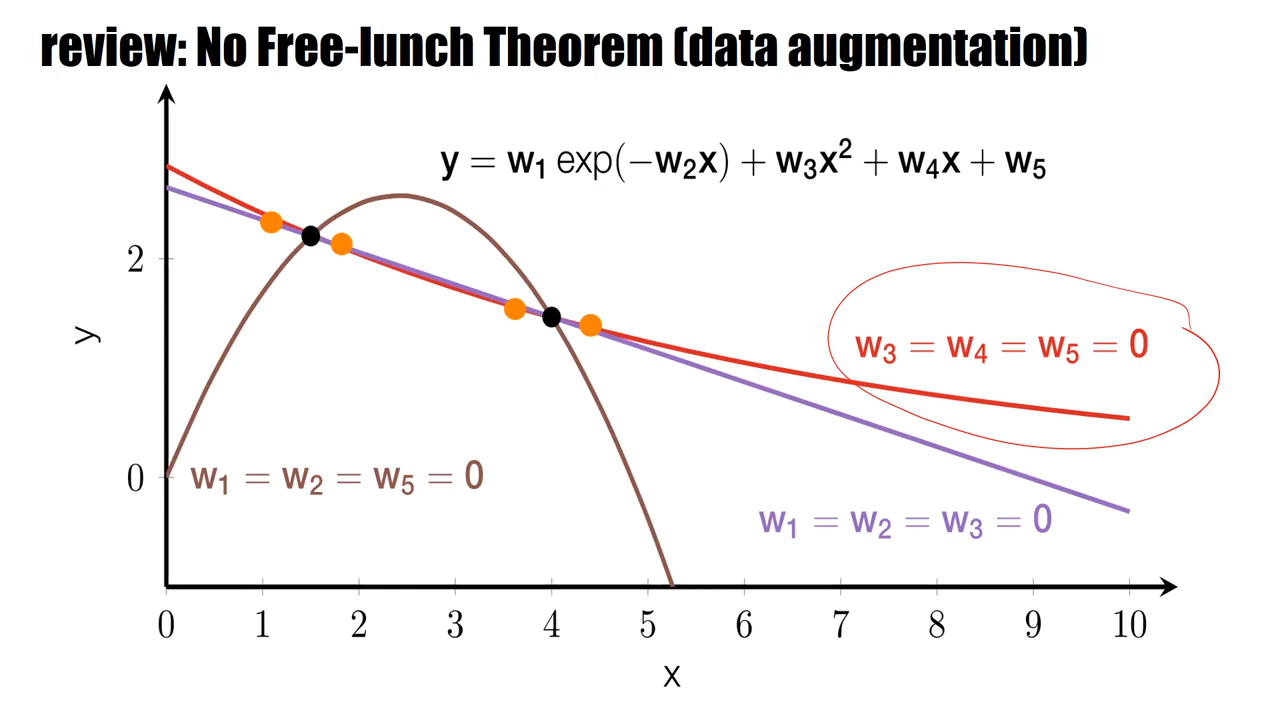 review: No Free-lunch Theorem (data augmentation)
y = w₁ exp(−w₂x) + w₃x² + w₄x + w₅
2
y
w₃ = w₄ = w₅ = 0
0
w₁ = w₂ = w₅ = 0
w₁ = w₂ = w₃ = 0
0 1 2 3 4 5 6 7 8 9 10
x